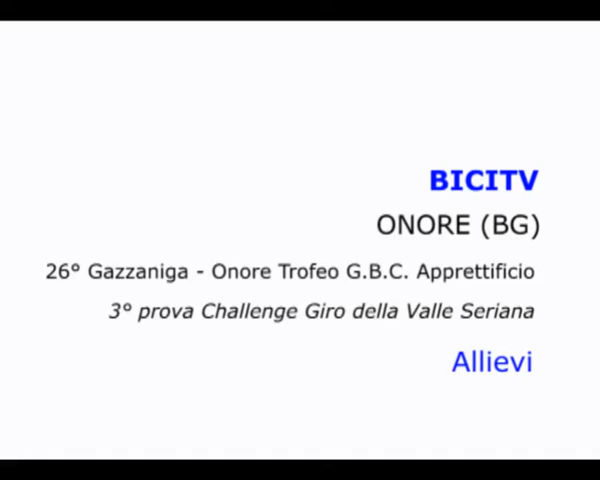 BICITV
ONORE (BG)
26° Gazzaniga - Onore Trofeo G.B.C. Apprettificio
3° prova Challenge Giro della Valle Seriana
Allievi